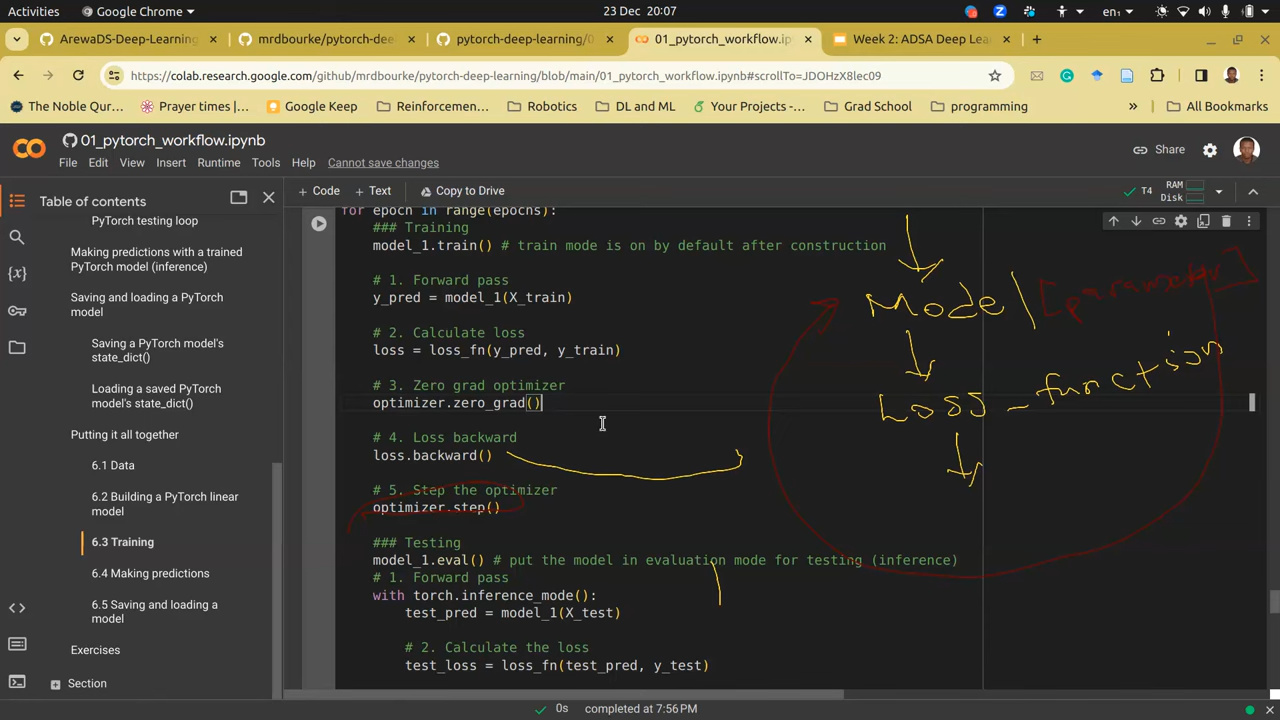 Activities
Google Chrome
23 Dec 20:07
en₁
ArewaDS-Deep-Learning
mrdbourke/pytorch-dee
pytorch-deep-learning/0
01_pytorch_workflow.ipy
Week 2: ADSA Deep Lea
https://colab.research.google.com/github/mrdbourke/pytorch-deep-learning/blob/main/01_pytorch_workflow.ipynb#scrollTo=JDOHzX8lec09
The Noble Qur...
Prayer times |...
Google Keep
Reinforcemen...
Robotics
DL and ML
Your Projects -...
Grad School
programming
»
All Bookmarks
01_pytorch_workflow.ipynb
File Edit View Insert Runtime Tools Help Cannot save changes
Share
+ Code + Text Copy to Drive
T4
RAM
Disk
Table of contents
PyTorch testing loop
Making predictions with a trained
PyTorch model (inference)
Saving and loading a PyTorch
model
Saving a PyTorch model's
state_dict()
Loading a saved PyTorch
model's state_dict()
Putting it all together
6.1 Data
6.2 Building a PyTorch linear
model
6.3 Training
6.4 Making predictions
6.5 Saving and loading a
model
Exercises
Section
for epoch in range(epochs):
### Training
model_1.train() # train mode is on by default after construction
# 1. Forward pass
y_pred = model_1(X_train)
# 2. Calculate loss
loss = loss_fn(y_pred, y_train)
# 3. Zero grad optimizer
optimizer.zero_grad()
# 4. Loss backward
loss.backward()
# 5. Step the optimizer
optimizer.step()
### Testing
model_1.eval() # put the model in evaluation mode for testing (inference)
# 1. Forward pass
with torch.inference_mode():
test_pred = model_1(X_test)
# 2. Calculate the loss
test_loss = loss_fn(test_pred, y_test)
Model [parameter]
Loss - function
0s completed at 7:56 PM